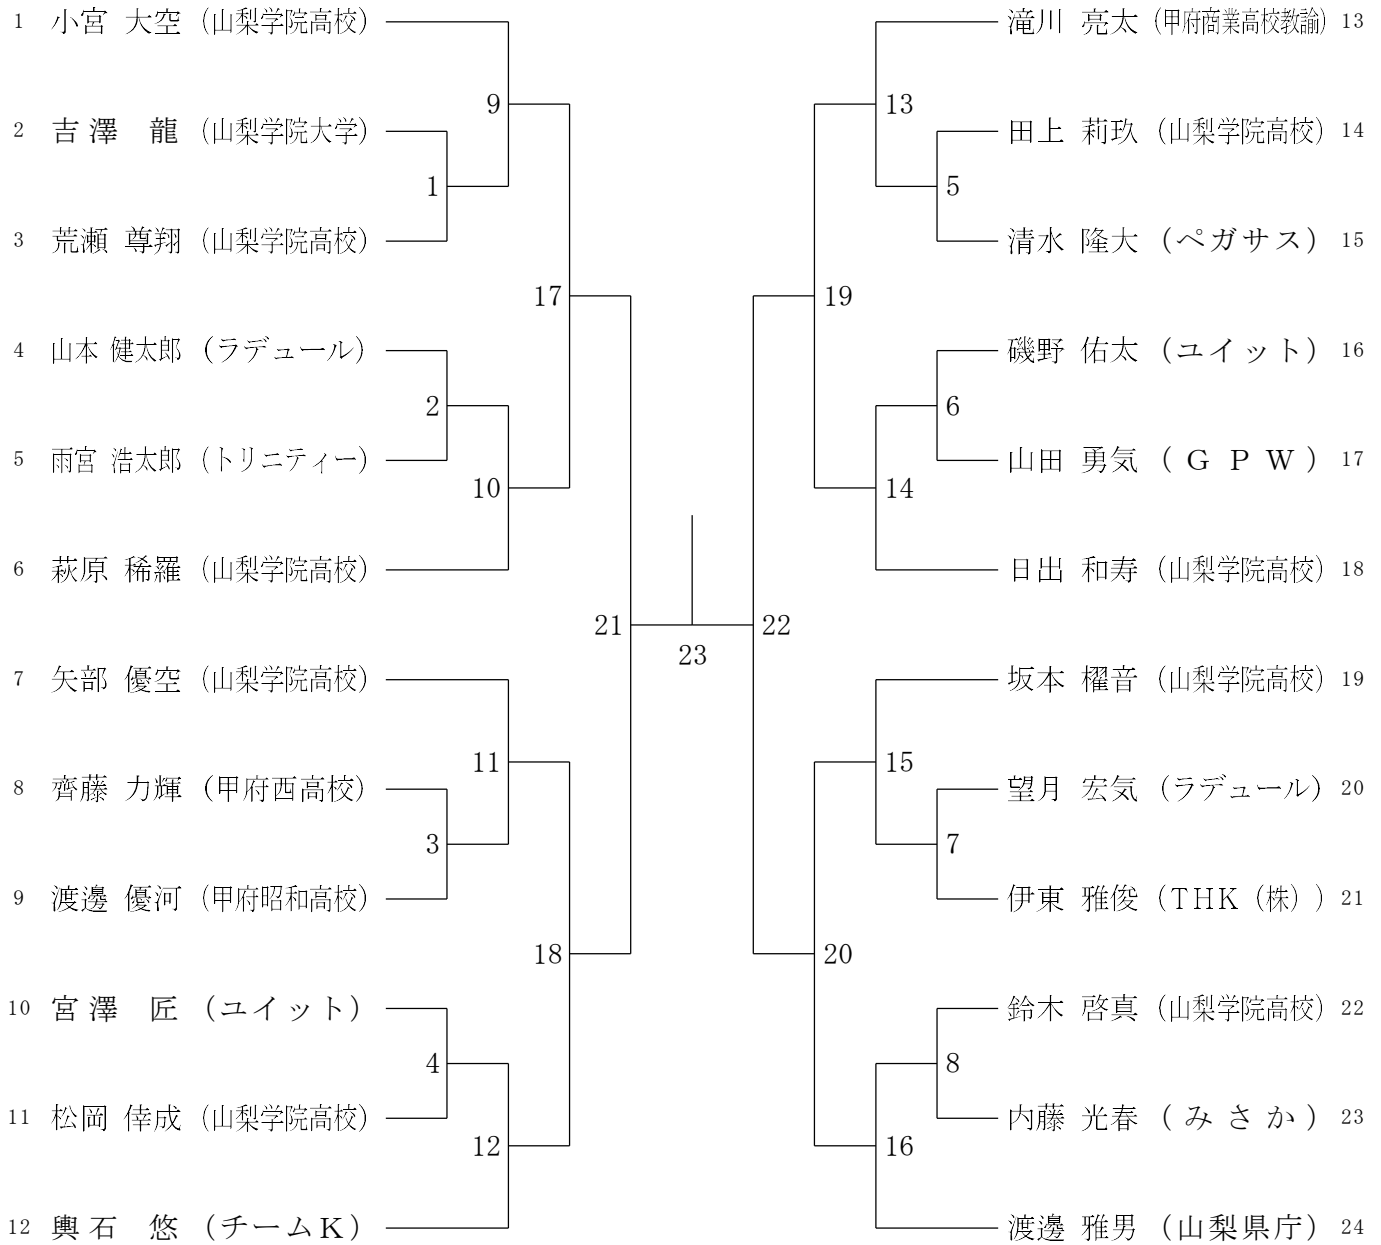 1 小宮 大空 (山梨学院高校)
2 吉澤 龍 (山梨学院大学)
3 荒瀬 尊翔 (山梨学院高校)
4 山本 健太郎 (ラデュール)
5 雨宮 浩太郎 (トリニティー)
6 萩原 稀羅 (山梨学院高校)
7 矢部 優空 (山梨学院高校)
8 齊藤 力輝 (甲府西高校)
9 渡邊 優河 (甲府昭和高校)
10 宮澤 匠 (ユイット)
11 松岡 倖成 (山梨学院高校)
12 輿石 悠 (チームK)
9
1
17
2
10
21
11
3
18
4
12
23
13
5
19
6
14
22
15
7
20
8
16
滝川 亮太 (甲府商業高校教諭) 13
田上 莉玖 (山梨学院高校) 14
清水 隆大 (ペガサス) 15
磯野 佑太 (ユイット) 16
山田 勇気 (GPW) 17
日出 和寿 (山梨学院高校) 18
坂本 櫂音 (山梨学院高校) 19
望月 宏気 (ラデュール) 20
伊東 雅俊 (THK(株)) 21
鈴木 啓真 (山梨学院高校) 22
内藤 光春 (みさか) 23
渡邊 雅男 (山梨県庁) 24